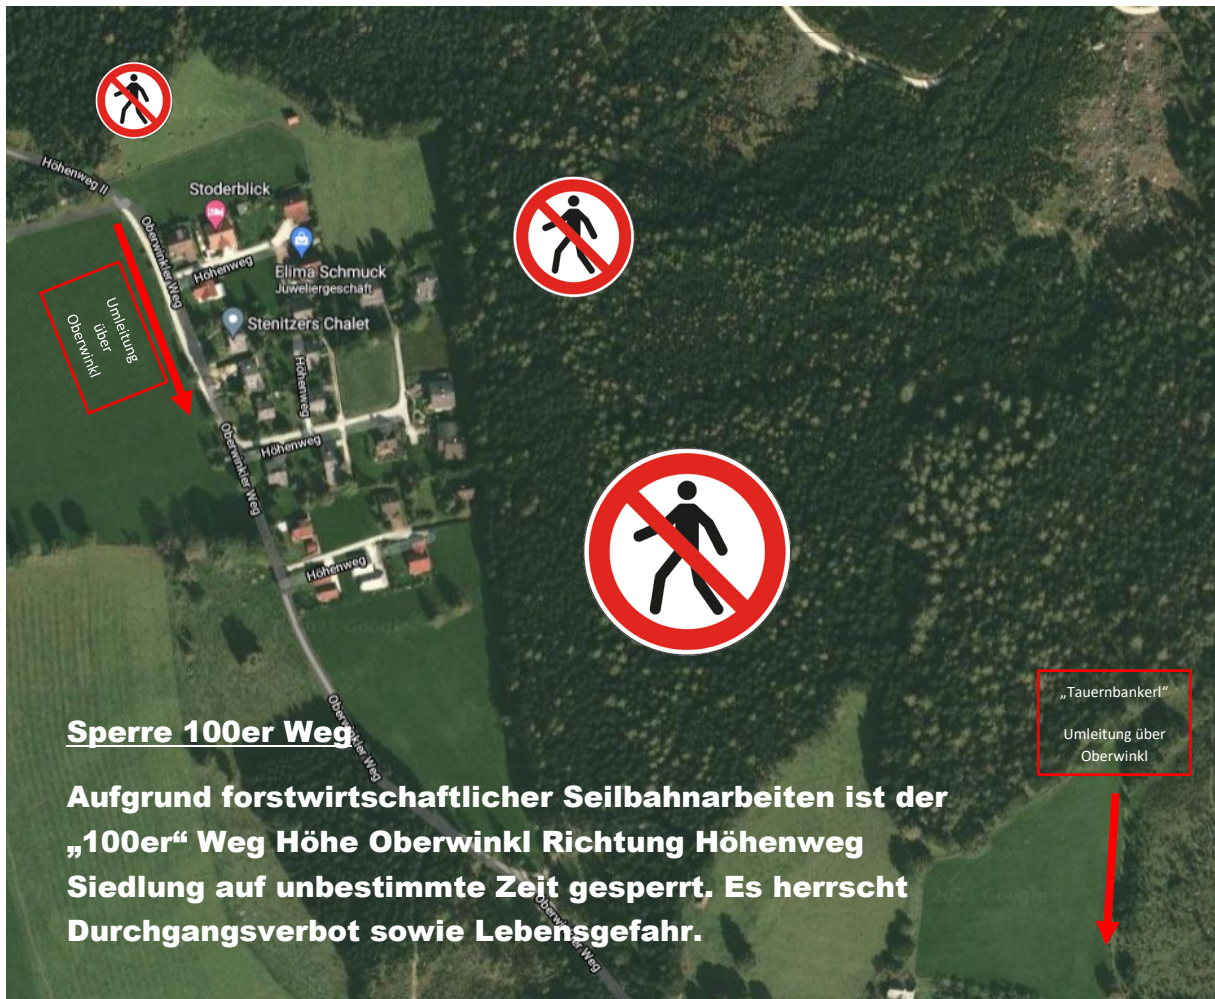 Höhenweg II
Stoderblick
Oberwinkler Weg
Höhenweg
Elima Schmuck
Juweliergeschäft
Umleitung
über
Oberwinkl
Stenitzers Chalet
Höhenweg
Oberwinkler Weg
Höhenweg
Höhenweg
Oberwinkler Weg
„Tauernbankerl“
Umleitung über
Oberwinkl
Sperre 100er Weg
Aufgrund forstwirtschaftlicher Seilbahnarbeiten ist der
„100er“ Weg Höhe Oberwinkl Richtung Höhenweg
Siedlung auf unbestimmte Zeit gesperrt. Es herrscht
Durchgangsverbot sowie Lebensgefahr.
Oberwinkler Weg